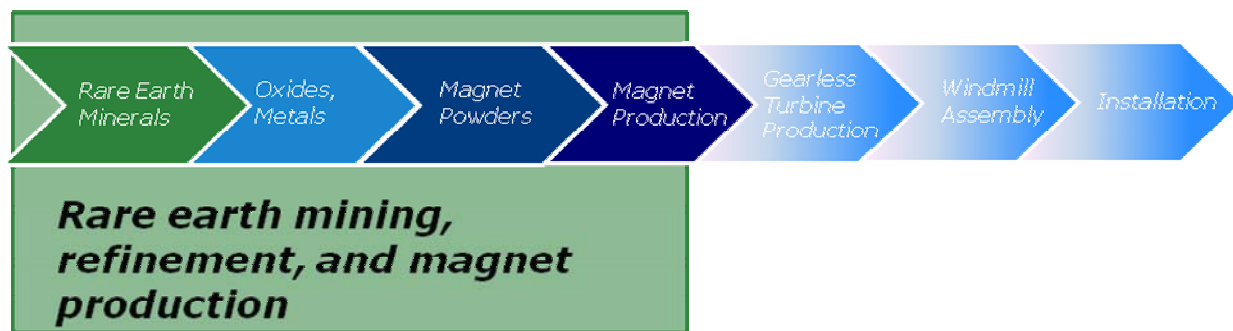 Rare Earth
Minerals
Oxides,
Metals
Magnet
Powders
Magnet
Production
Gearless
Turbine
Production
Windmill
Assembly
Installation
Rare earth mining,
refinement, and magnet
production